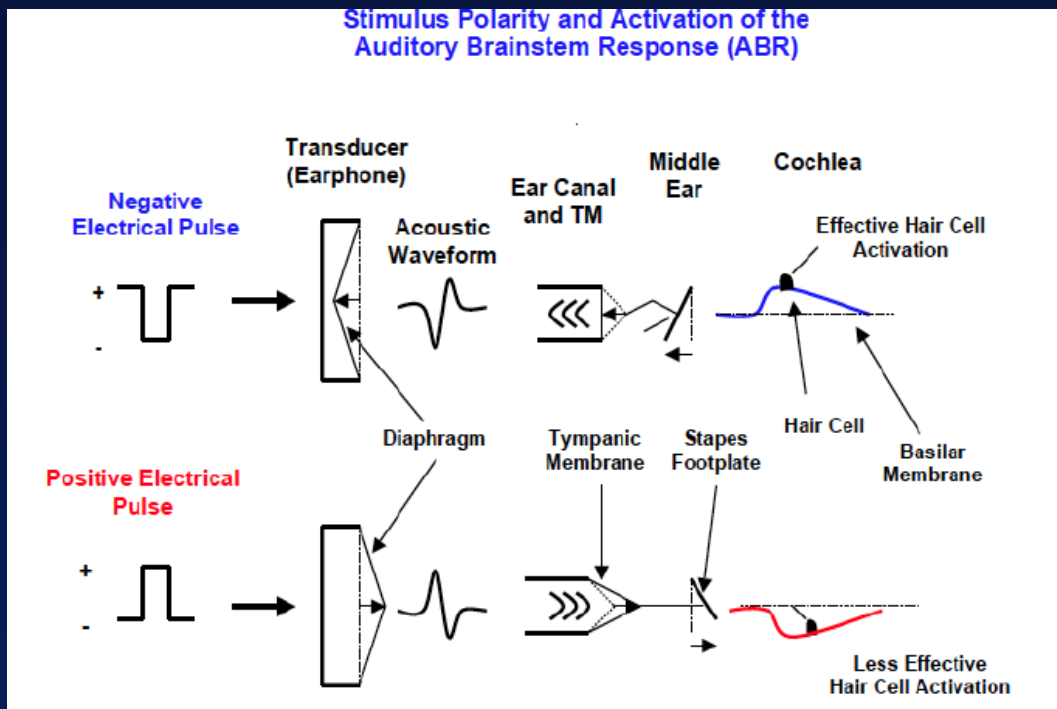 Stimulus Polarity and Activation of the
Auditory Brainstem Response (ABR)
Transducer
(Earphone)
Middle
Ear
Cochlea
Ear Canal
and TM
Negative
Electrical Pulse
Acoustic
Waveform
Effective Hair Cell
Activation
+
-
Diaphragm
Tympanic
Membrane
Stapes
Footplate
Hair Cell
Basilar
Membrane
Positive Electrical
Pulse
+
-
Less Effective
Hair Cell Activation